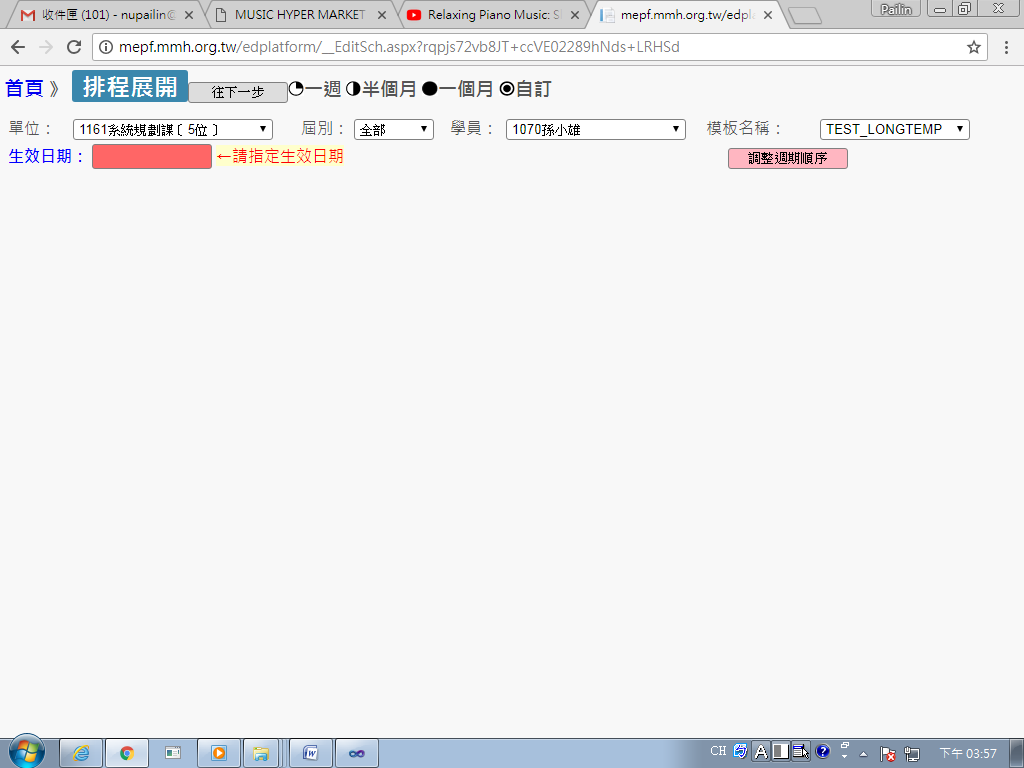 收件匣 (101) - nupailin@
MUSIC HYPER MARKET
Relaxing Piano Music: Sl
mepf.mmh.org.tw/edpl
Pailin
mepf.mmh.org.tw/edplatform/__EditSch.aspx?rqpjs72vb8JT+ccVE02289hNds+LRHSd
首頁 》 排程展開 往下一步 一週 半個月 一個月 自訂
單位： 1161系統規劃課〔 5位 〕 屆別： 全部 學員： 1070孫小雄 模板名稱： TEST_LONGTEMP
生效日期： ←請指定生效日期 調整週期順序
CH A 下午 03:57